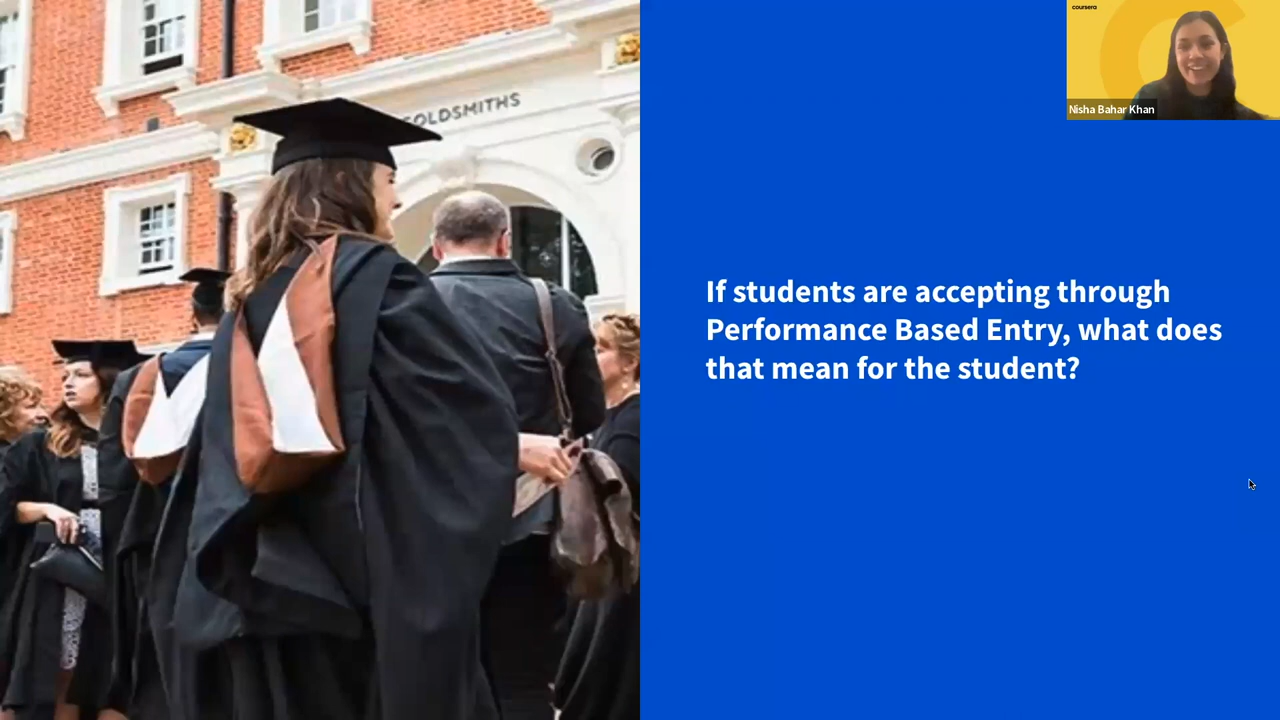 GOLDSMITHS
coursera
Nisha Bahar Khan
If students are accepting through
Performance Based Entry, what does
that mean for the student?